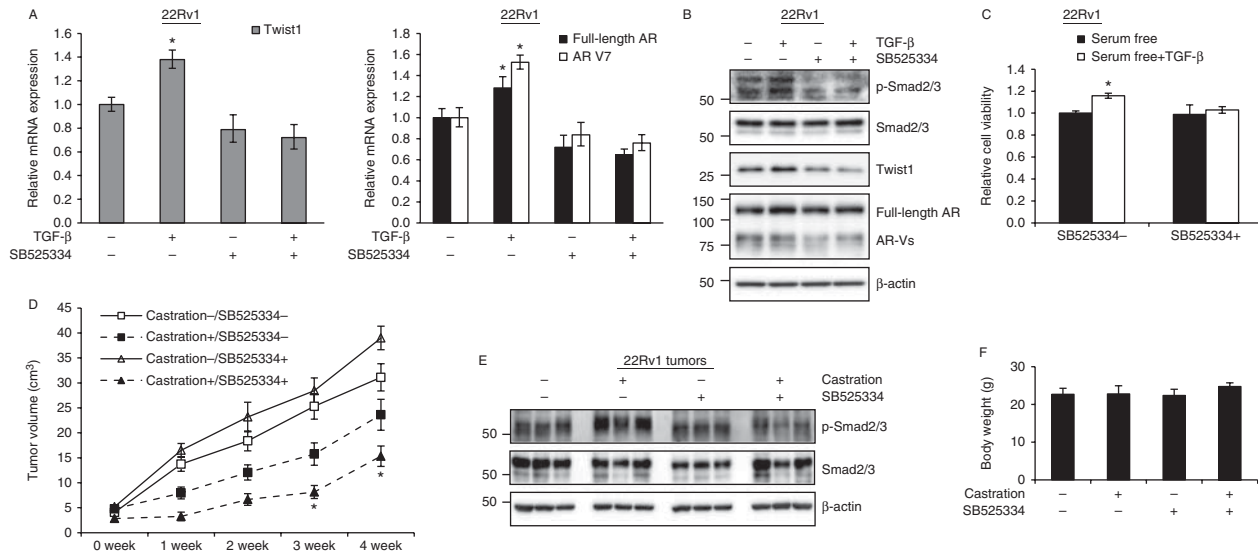 A
22Rv1
Twist1
*
Relative mRNA expression
1.6
1.4
1.2
1.0
0.8
0.6
0.4
0.2
0.0
TGF-β – + – +
SB525334 – – + +
22Rv1
Full-length AR
AR V7
* *
Relative mRNA expression
1.6
1.4
1.2
1.0
0.8
0.6
0.4
0.2
0.0
TGF-β – + – +
SB525334 – – + +
B
22Rv1
– + – + TGF-β
– – + + SB525334
50 p-Smad2/3
50 Smad2/3
25 Twist1
150 Full-length AR
100
75 AR-Vs
50 β-actin
C
22Rv1
Serum free
Serum free+TGF-β
*
Relative cell viability
1.2
1.0
0.8
0.6
0.4
0.2
0.0
SB525334– SB525334+
D
Tumor volume (cm³)
45
40
35
30
25
20
15
10
5
0
Castration–/SB525334–
Castration+/SB525334–
Castration–/SB525334+
Castration+/SB525334+
*
*
0 week 1 week 2 week 3 week 4 week
E
22Rv1 tumors
– + – + Castration
– – + + SB525334
50 p-Smad2/3
50 Smad2/3
50 β-actin
F
Body weight (g)
30
20
10
0
Castration – + – +
SB525334 – – + +